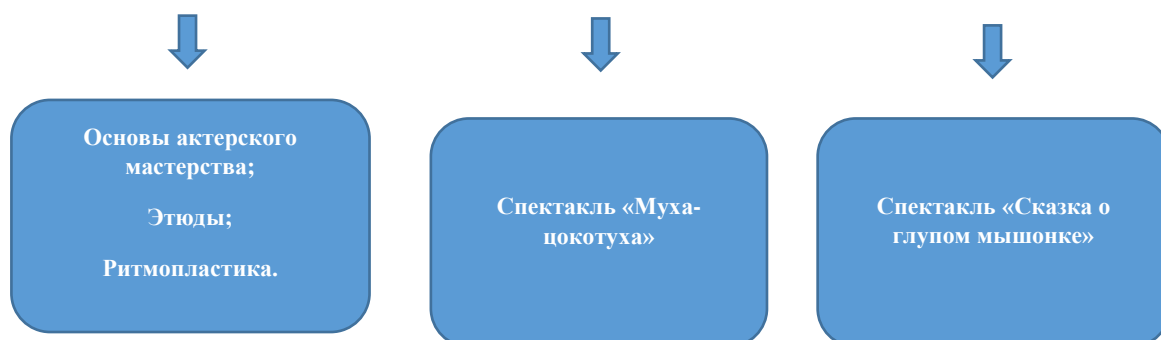 Основы актерского
мастерства;
Этюды;
Ритмопластика.
Спектакль «Муха-
цокотуха»
Спектакль «Сказка о
глупом мышонке»